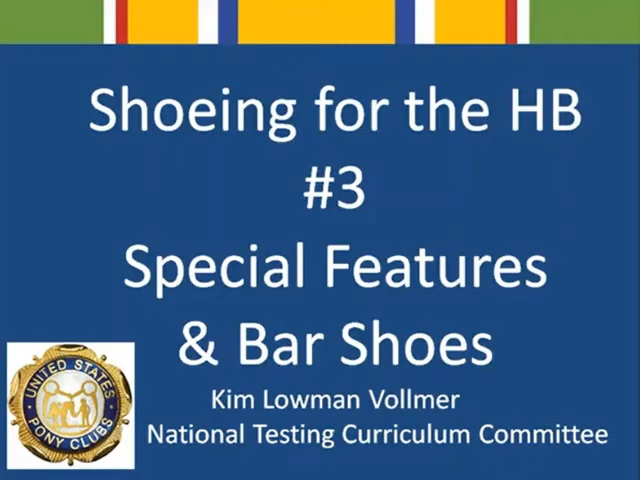 Shoeing for the HB
#3
Special Features
& Bar Shoes
Kim Lowman Vollmer
National Testing Curriculum Committee
UNITED STATES
PONY CLUBS